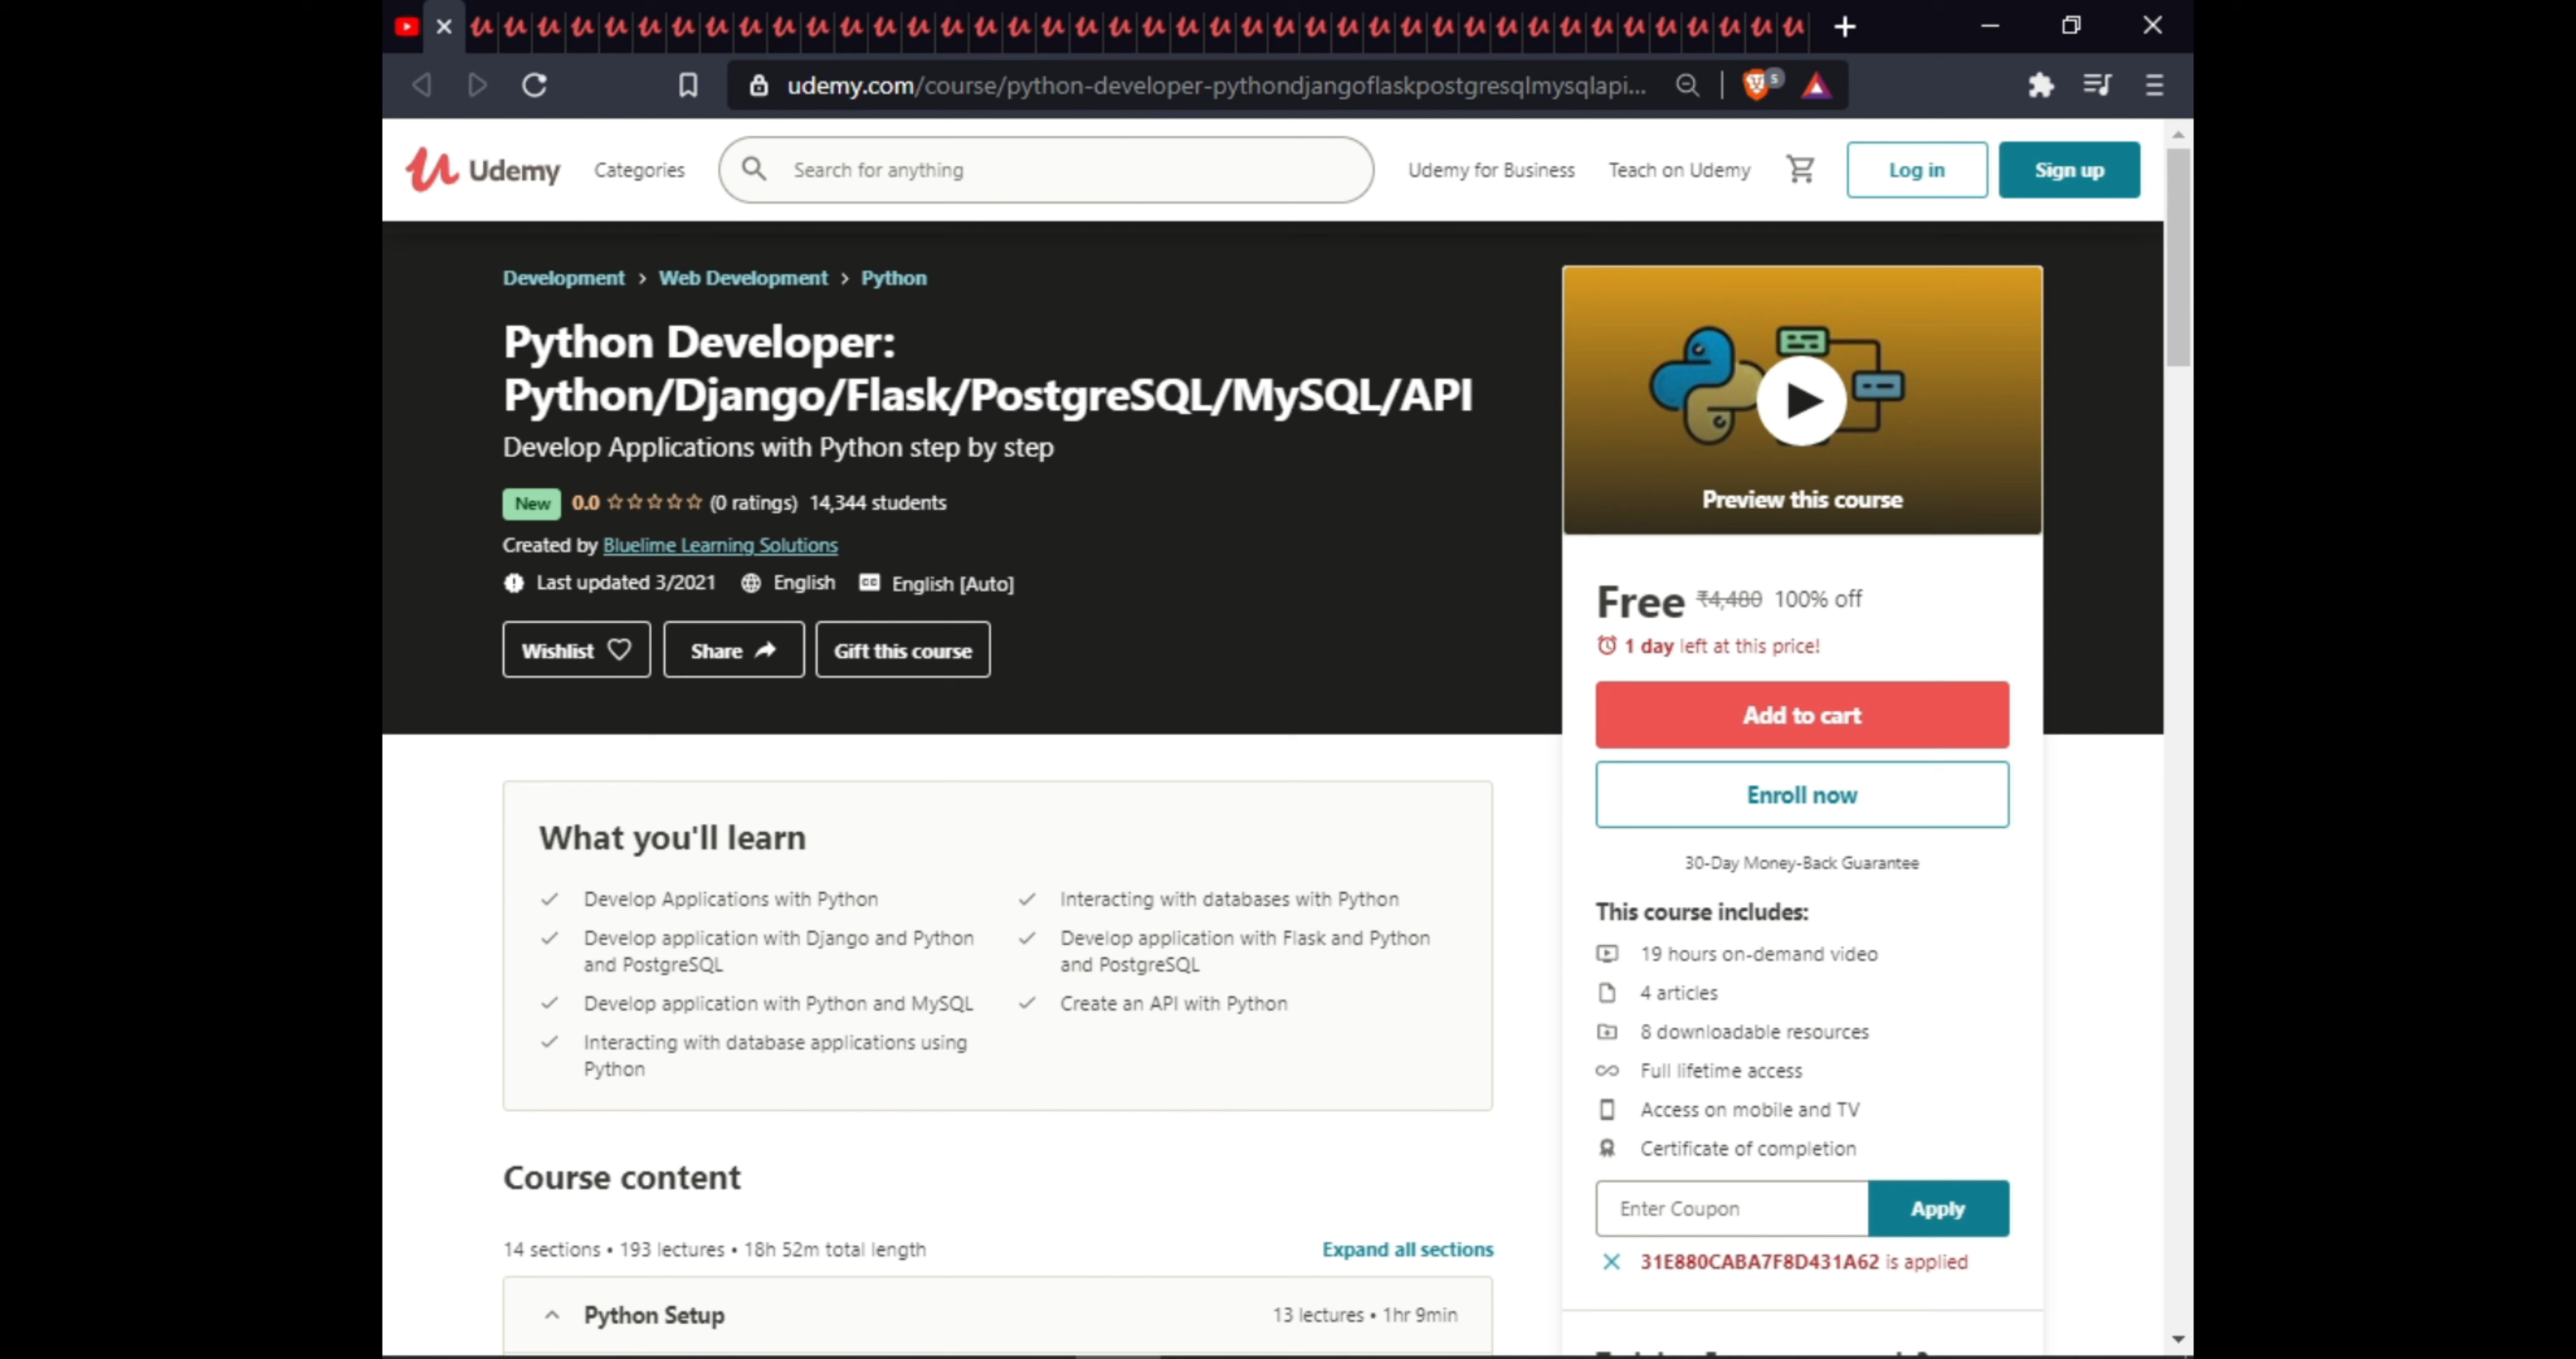 udemy.com/course/python-developer-pythondjangoflaskpostgresqlmysqlapi...
5
Udemy
Categories
Search for anything
Udemy for Business
Teach on Udemy
Log in
Sign up
Development > Web Development > Python
Python Developer:
Python/Django/Flask/PostgreSQL/MySQL/API
Develop Applications with Python step by step
New 0.0 (0 ratings) 14,344 students
Created by Bluelime Learning Solutions
Last updated 3/2021 English CC English [Auto]
Wishlist
Share
Gift this course
Preview this course
Free ₹4,480 100% off
1 day left at this price!
Add to cart
Enroll now
30-Day Money-Back Guarantee
This course includes:
19 hours on-demand video
4 articles
8 downloadable resources
Full lifetime access
Access on mobile and TV
Certificate of completion
Enter Coupon
Apply
31E880CABA7F8D431A62 is applied
What you'll learn
Develop Applications with Python
Interacting with databases with Python
Develop application with Django and Python
and PostgreSQL
Develop application with Flask and Python
and PostgreSQL
Develop application with Python and MySQL
Create an API with Python
Interacting with database applications using
Python
Course content
14 sections • 193 lectures • 18h 52m total length
Expand all sections
Python Setup
13 lectures • 1hr 9min